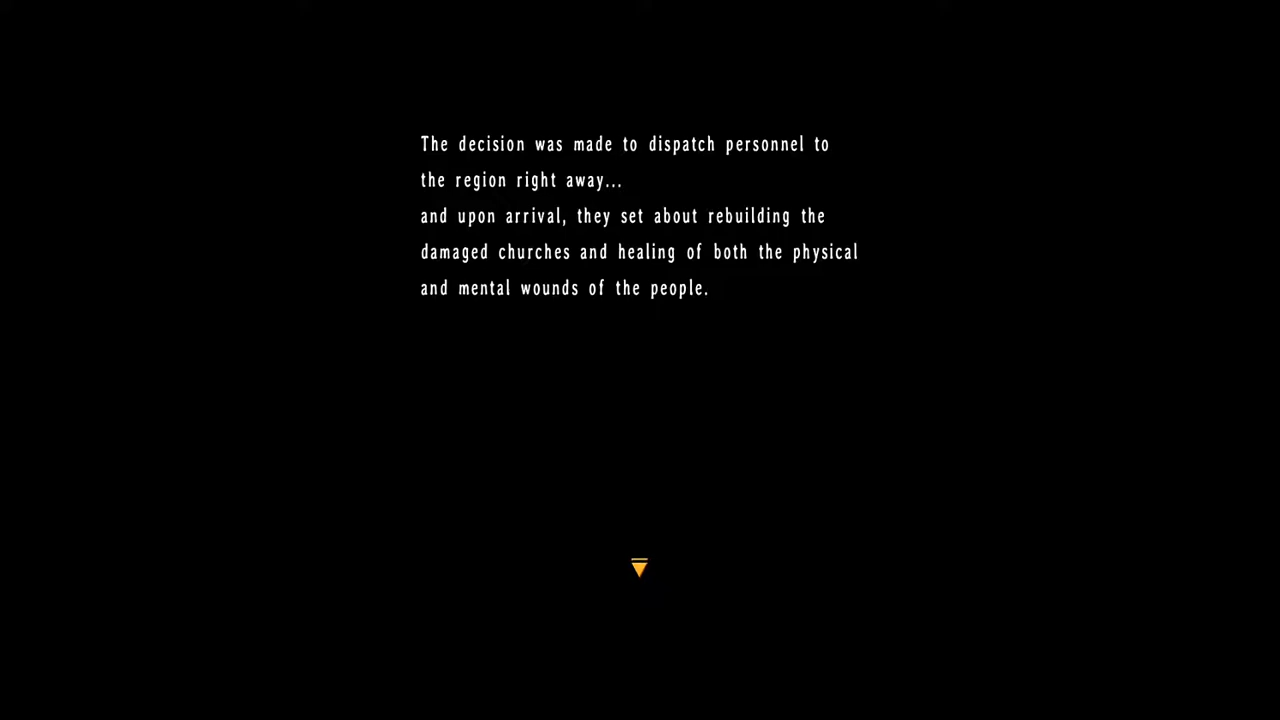 The decision was made to dispatch personnel to
the region right away...
and upon arrival, they set about rebuilding the
damaged churches and healing of both the physical
and mental wounds of the people.